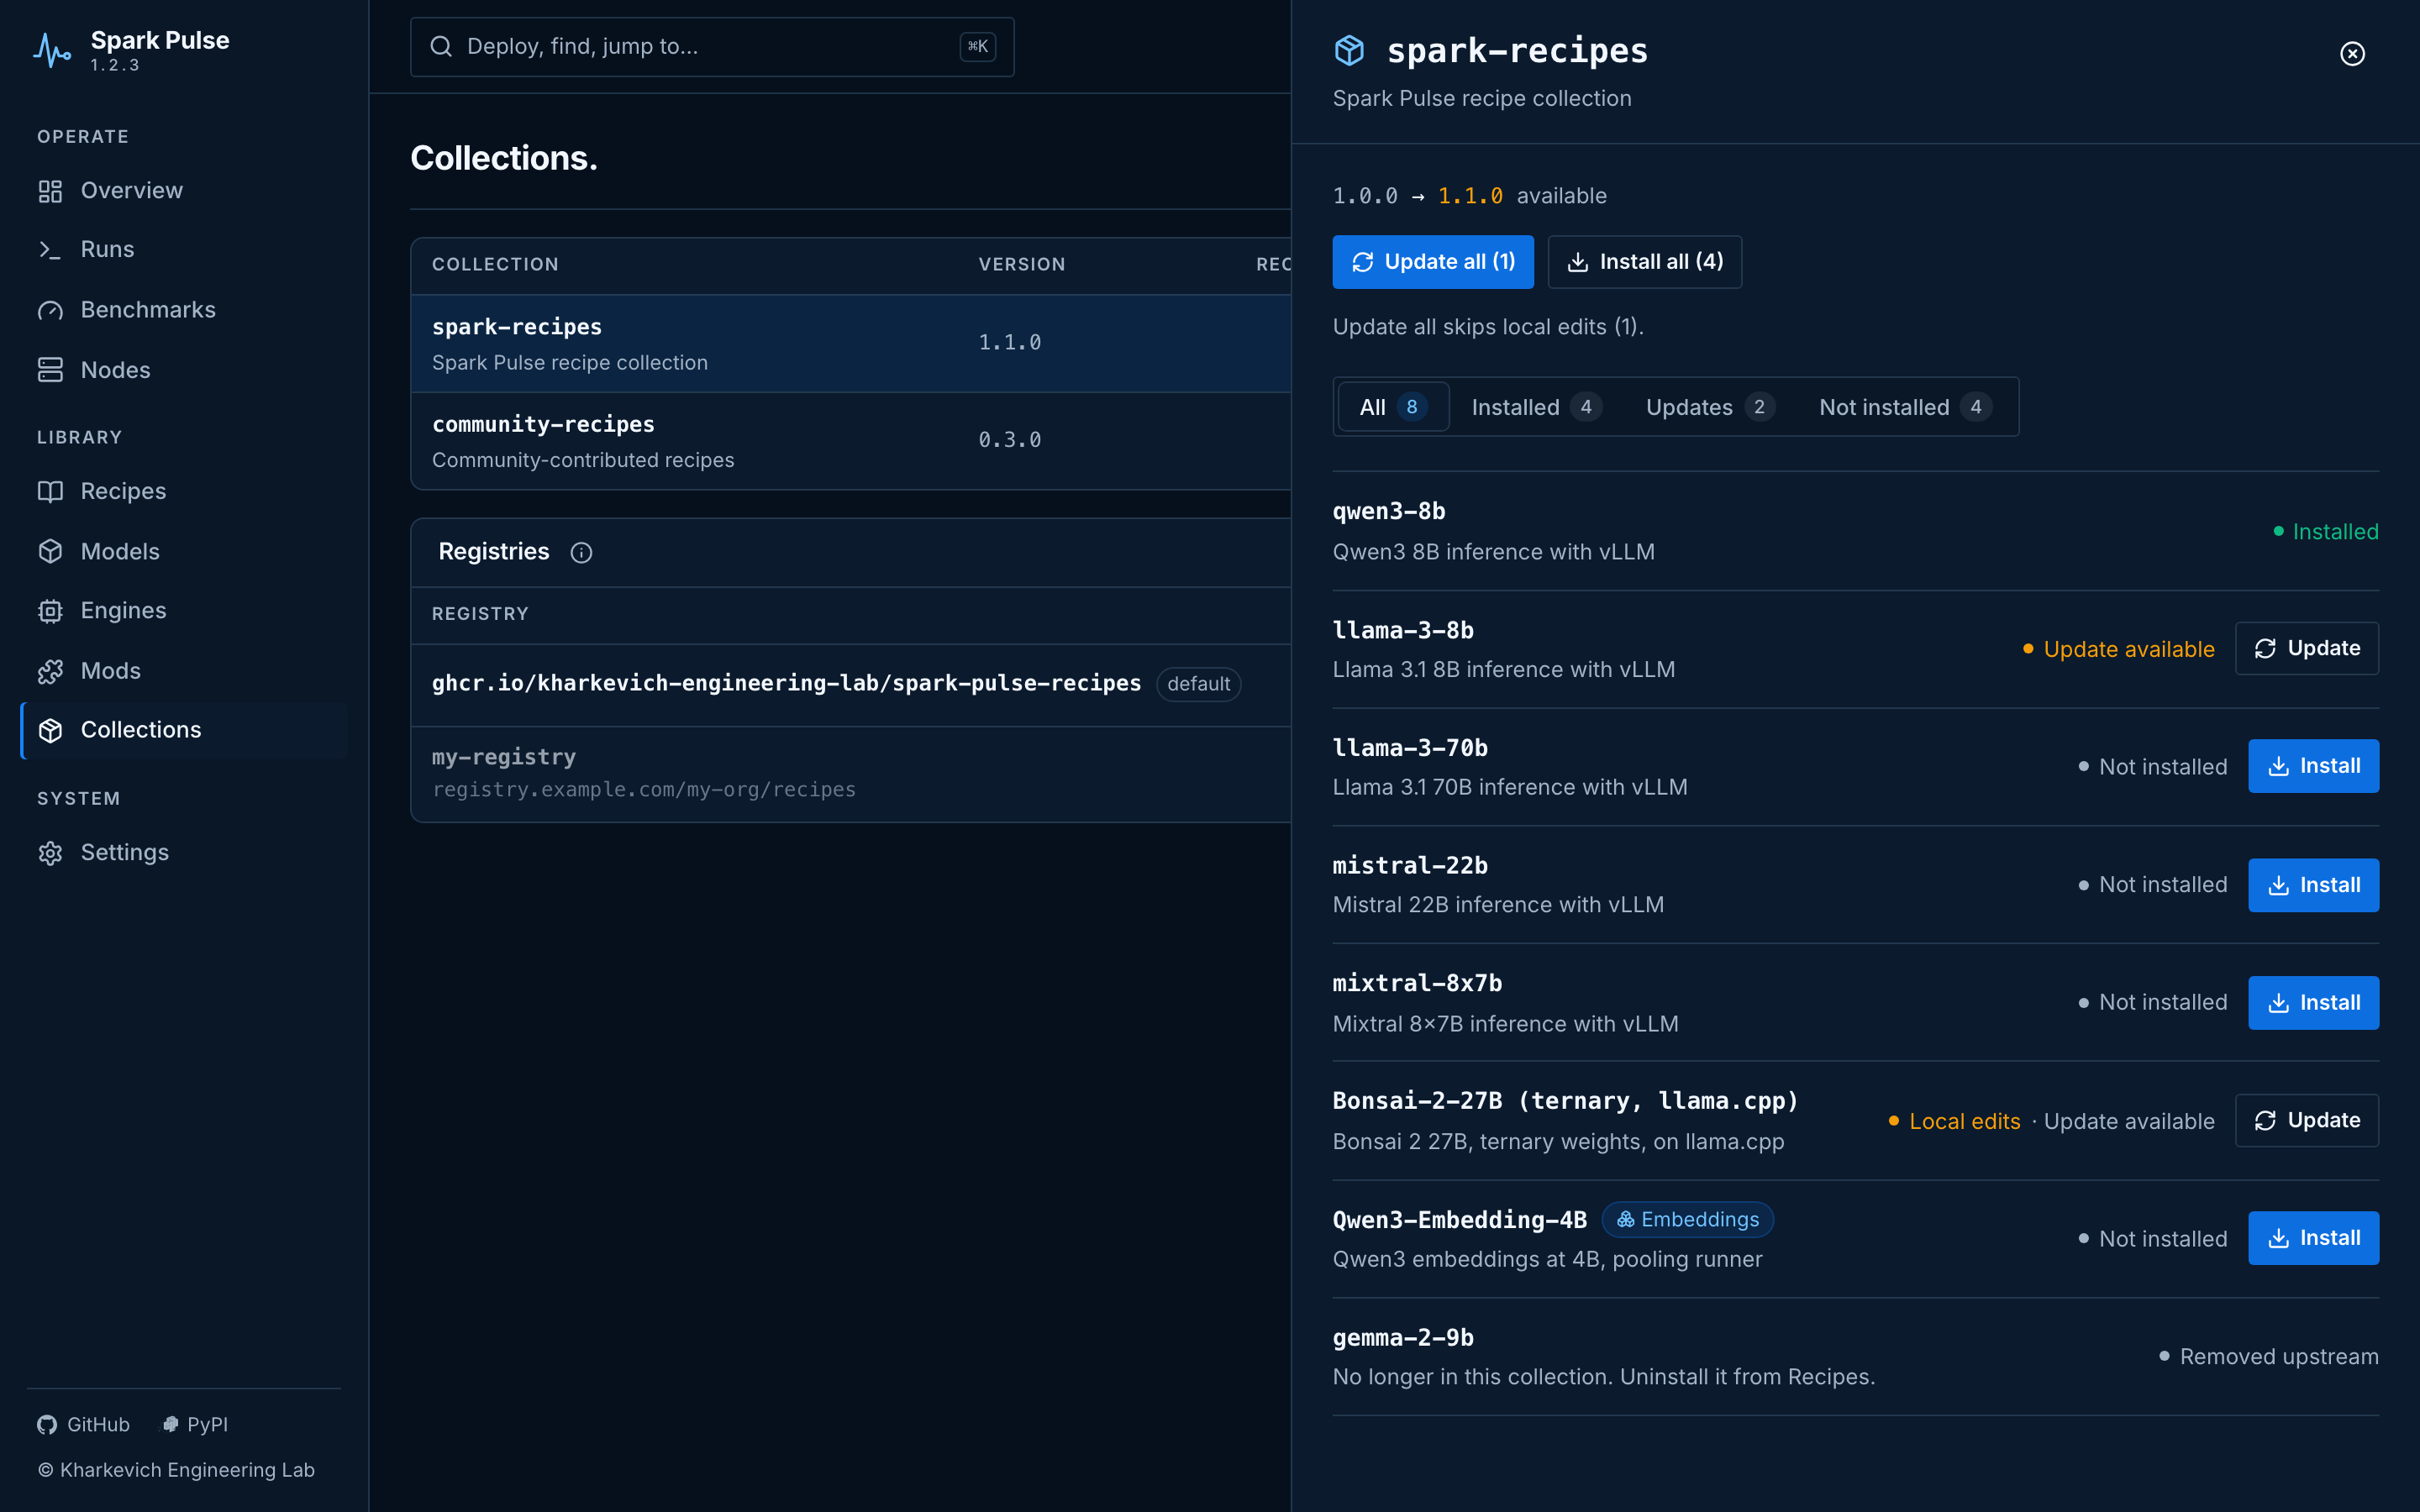 Spark Pulse
1.2.3
OPERATE
Overview
Runs
Benchmarks
Nodes
LIBRARY
Recipes
Models
Engines
Mods
Collections
SYSTEM
Settings
GitHub PyPI
© Kharkevich Engineering Lab
Deploy, find, jump to... ⌘K
Collections.
COLLECTION VERSION REC
spark-recipes
Spark Pulse recipe collection
1.1.0
community-recipes
Community-contributed recipes
0.3.0
Registries
REGISTRY
ghcr.io/kharkevich-engineering-lab/spark-pulse-recipes default
my-registry
registry.example.com/my-org/recipes
spark-recipes
Spark Pulse recipe collection
1.0.0 → 1.1.0 available
Update all (1) Install all (4)
Update all skips local edits (1).
All 8 Installed 4 Updates 2 Not installed 4
qwen3-8b
Qwen3 8B inference with vLLM
Installed
llama-3-8b
Llama 3.1 8B inference with vLLM
Update available Update
llama-3-70b
Llama 3.1 70B inference with vLLM
Not installed Install
mistral-22b
Mistral 22B inference with vLLM
Not installed Install
mixtral-8x7b
Mixtral 8×7B inference with vLLM
Not installed Install
Bonsai-2-27B (ternary, llama.cpp)
Bonsai 2 27B, ternary weights, on llama.cpp
Local edits · Update available Update
Qwen3-Embedding-4B Embeddings
Qwen3 embeddings at 4B, pooling runner
Not installed Install
gemma-2-9b
No longer in this collection. Uninstall it from Recipes.
Removed upstream